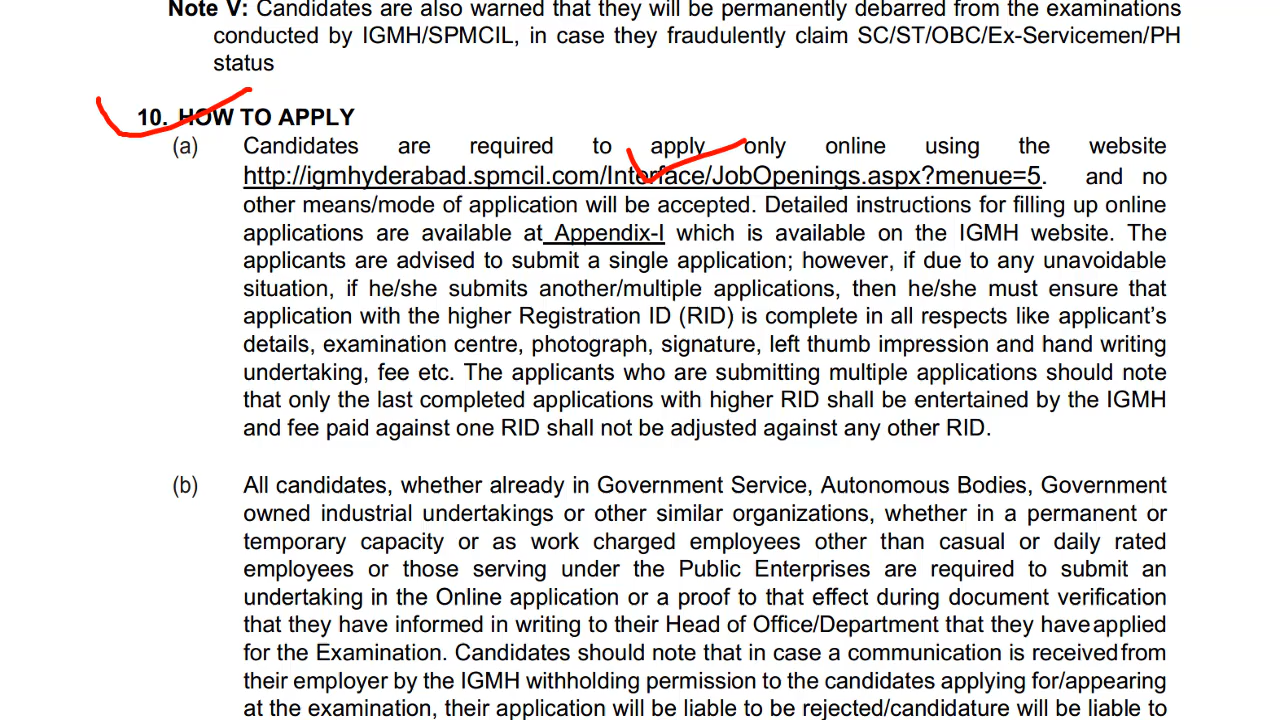 Note V: Candidates are also warned that they will be permanently debarred from the examinations
conducted by IGMH/SPMCIL, in case they fraudulently claim SC/ST/OBC/Ex-Servicemen/PH
status
10. HOW TO APPLY
(a) Candidates are required to apply only online using the website
http://igmhyderabad.spmcil.com/Interface/JobOpenings.aspx?menue=5. and no
other means/mode of application will be accepted. Detailed instructions for filling up online
applications are available at Appendix-I which is available on the IGMH website. The
applicants are advised to submit a single application; however, if due to any unavoidable
situation, if he/she submits another/multiple applications, then he/she must ensure that
application with the higher Registration ID (RID) is complete in all respects like applicant's
details, examination centre, photograph, signature, left thumb impression and hand writing
undertaking, fee etc. The applicants who are submitting multiple applications should note
that only the last completed applications with higher RID shall be entertained by the IGMH
and fee paid against one RID shall not be adjusted against any other RID.
(b) All candidates, whether already in Government Service, Autonomous Bodies, Government
owned industrial undertakings or other similar organizations, whether in a permanent or
temporary capacity or as work charged employees other than casual or daily rated
employees or those serving under the Public Enterprises are required to submit an
undertaking in the Online application or a proof to that effect during document verification
that they have informed in writing to their Head of Office/Department that they have applied
for the Examination. Candidates should note that in case a communication is received from
their employer by the IGMH withholding permission to the candidates applying for/appearing
at the examination, their application will be liable to be rejected/candidature will be liable to